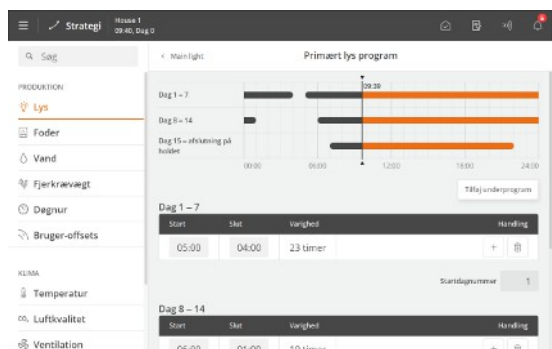 Strategi
House 1
09:40, Dag 0
Søg
Main light
Primært lys program
PRODUKTION
Lys
Foder
Vand
Fjerkrævægt
Døgnur
Bruger-offsets
KLIMA
Temperatur
CO₂ Luftkvalitet
Ventilation
09:39
Dag 1 – 7
Dag 8 – 14
Dag 15 – afslutning på
holdet
00:00 06:00 12:00 18:00 24:00
Tilføj underprogram
Dag 1 – 7
Start Slut Varighed Handling
05:00 04:00 23 timer +
Startdagnummer 1
Dag 8 – 14
Start Slut Varighed Handling